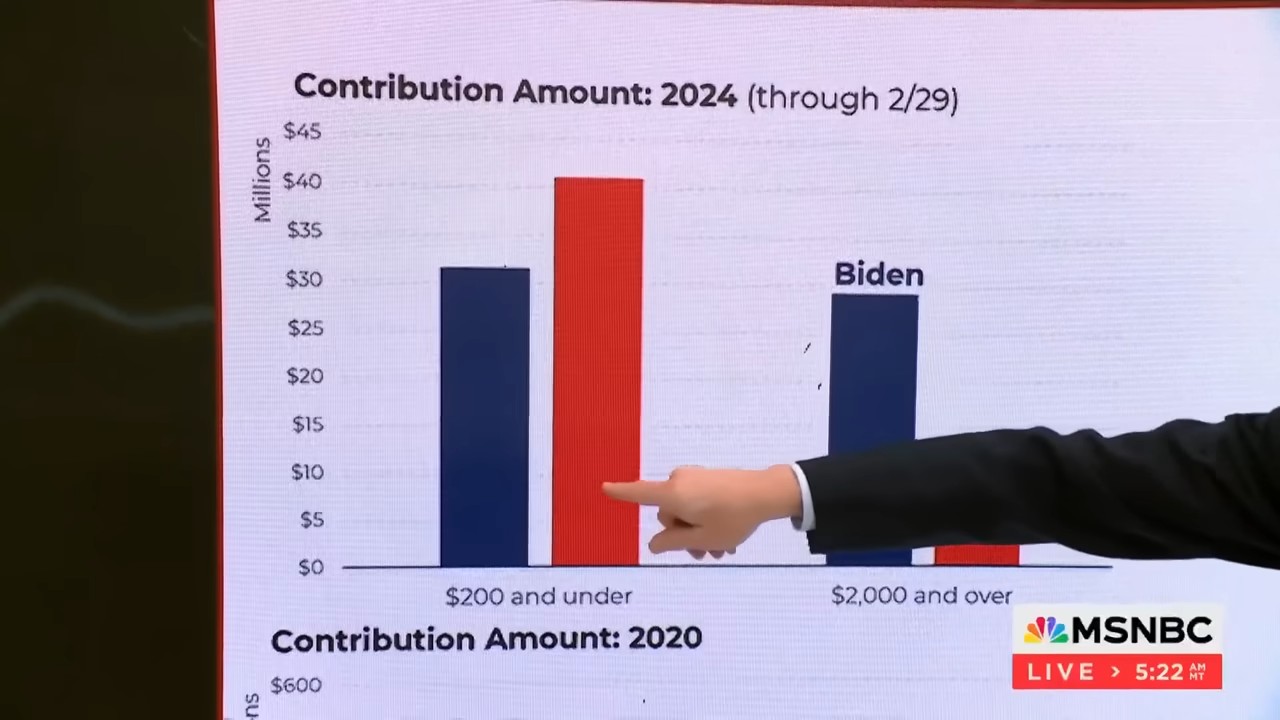 Contribution Amount: 2024 (through 2/29)
Millions
$45
$40
$35
$30
$25
$20
$15
$10
$5
$0
Biden
$200 and under
$2,000 and over
Contribution Amount: 2020
$600
MSNBC
LIVE > 5:22 AM MT